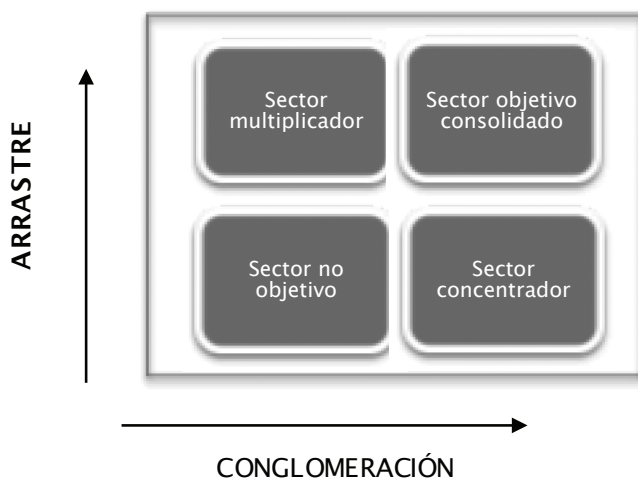 ARRASTRE
Sector
multiplicador
Sector objetivo
consolidado
Sector no
objetivo
Sector
concentrador
CONGLOMERACIÓN